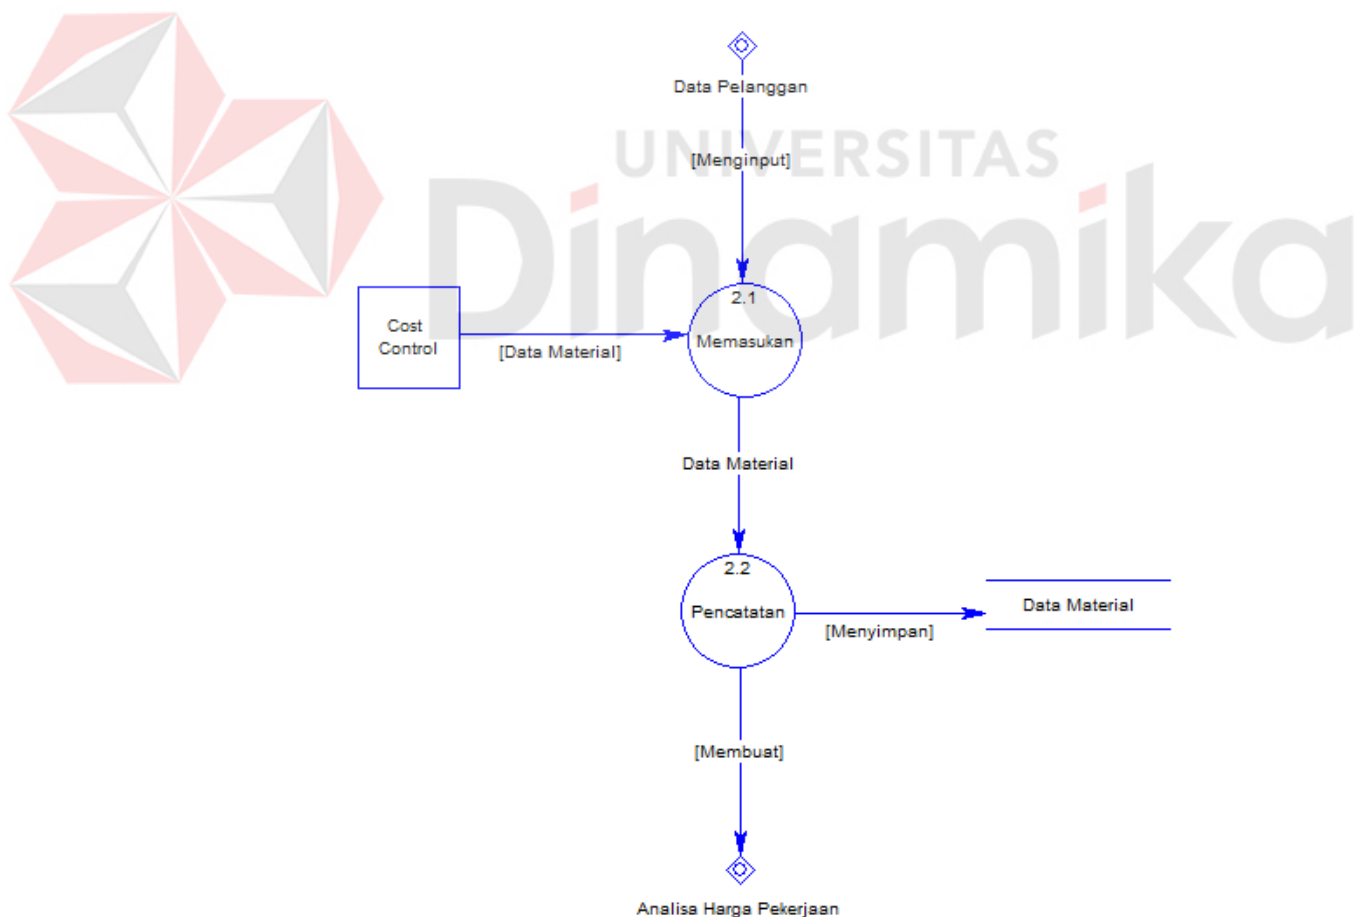 Data Pelanggan
UNIVERSITAS
Dinamika
[Menginput]
2.1
Memasukan
Cost
Control
[Data Material]
Data Material
2.2
Pencatatan
[Menyimpan]
Data Material
[Membuat]
Analisa Harga Pekerjaan